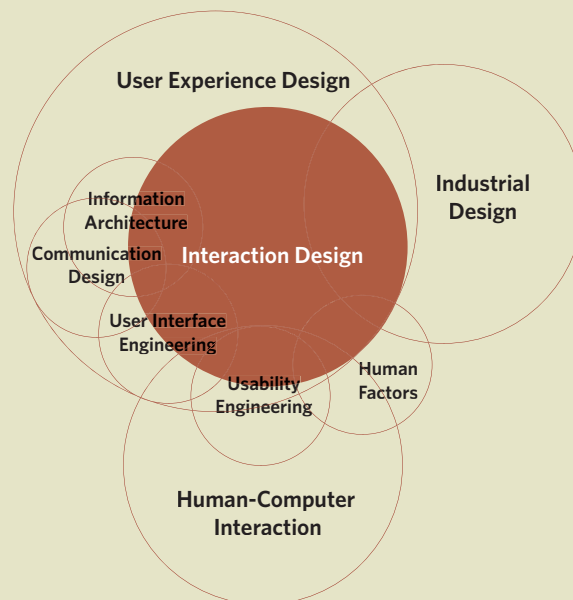 User Experience Design
Industrial
Design
Information
Architecture
Communication
Design
Interaction Design
User Interface
Engineering
Usability
Engineering
Human
Factors
Human-Computer
Interaction